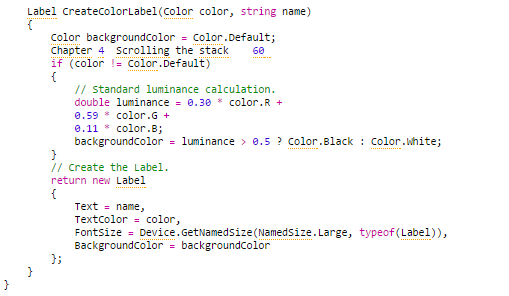 Label CreateColorLabel(Color color, string name)
{
Color backgroundColor = Color.Default;
Chapter 4  Scrolling the stack    60
if (color != Color.Default)
{
// Standard luminance calculation.
double luminance = 0.30 * color.R +
0.59 * color.G +
0.11 * color.B;
backgroundColor = luminance > 0.5 ? Color.Black : Color.White;
}
// Create the Label.
return new Label
{
Text = name,
TextColor = color,
FontSize = Device.GetNamedSize(NamedSize.Large, typeof(Label)),
BackgroundColor = backgroundColor
};
}
}